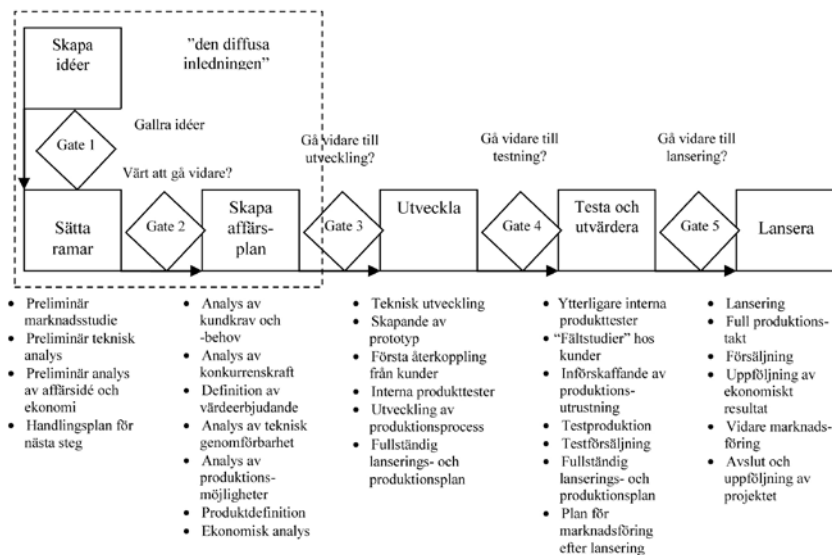 Skapa
idéer
”den diffusa
inledningen”
Gate 1
Gallra idéer
Värt att gå vidare?
Gå vidare till
utveckling?
Gå vidare till
testning?
Gå vidare till
lansering?
Sätta
ramar
Gate 2
Skapa
affärs-
plan
Gate 3
Utveckla
Gate 4
Testa och
utvärdera
Gate 5
Lansera
• Preliminär
marknadsstudie
• Preliminär teknisk
analys
• Preliminär analys
av affärsidé och
ekonomi
• Handlingsplan för
nästa steg
• Analys av
kundkrav och
-behov
• Analys av
konkurrenskraft
• Definition av
värdeerbjudande
• Analys av teknisk
genomförbarhet
• Analys av
produktions-
möjligheter
• Produktdefinition
• Ekonomisk analys
• Teknisk utveckling
• Skapande av
prototyp
• Första återkoppling
från kunder
• Interna produkttester
• Utveckling av
produktionsprocess
• Fullständig
lanserings- och
produktionsplan
• Ytterligare interna
produkttester
• “Fältstudier” hos
kunder
• Införskaffande av
produktions-
utrustning
• Testproduktion
• Testförsäljning
• Fullständig
lanserings- och
produktionsplan
• Plan för
marknadsföring
efter lansering
• Lansering
• Full produktions-
takt
• Försäljning
• Uppföljning av
ekonomiskt
resultat
• Vidare marknads-
föring
• Avslut och
uppföljning av
projektet